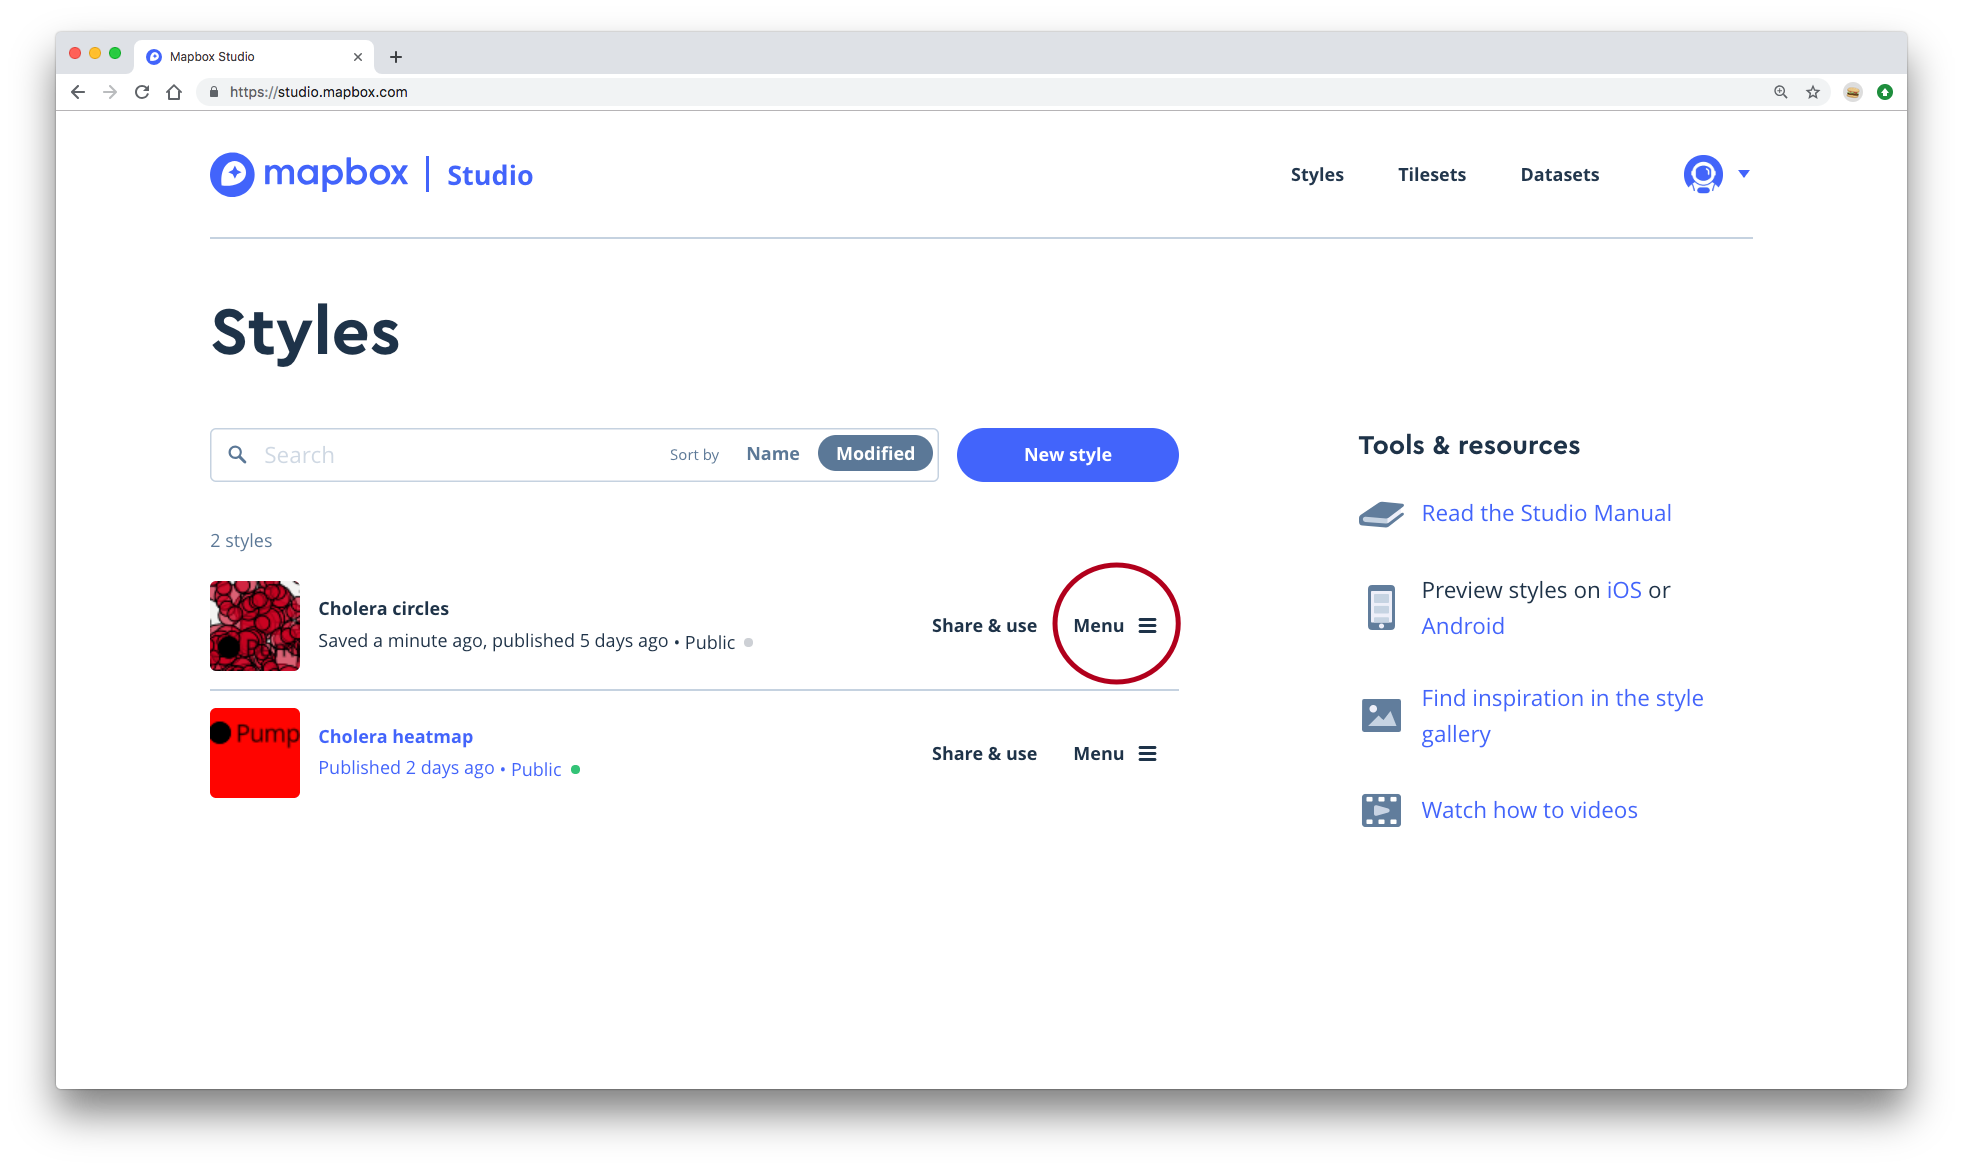 Mapbox Studio
https://studio.mapbox.com
mapbox | Studio
Styles
Tilesets
Datasets
Styles
Search
Sort by
Name
Modified
New style
2 styles
Cholera circles
Saved a minute ago, published 5 days ago • Public
Share & use
Menu
Pump
Cholera heatmap
Published 2 days ago • Public
Share & use
Menu
Tools & resources
Read the Studio Manual
Preview styles on iOS or
Android
Find inspiration in the style
gallery
Watch how to videos